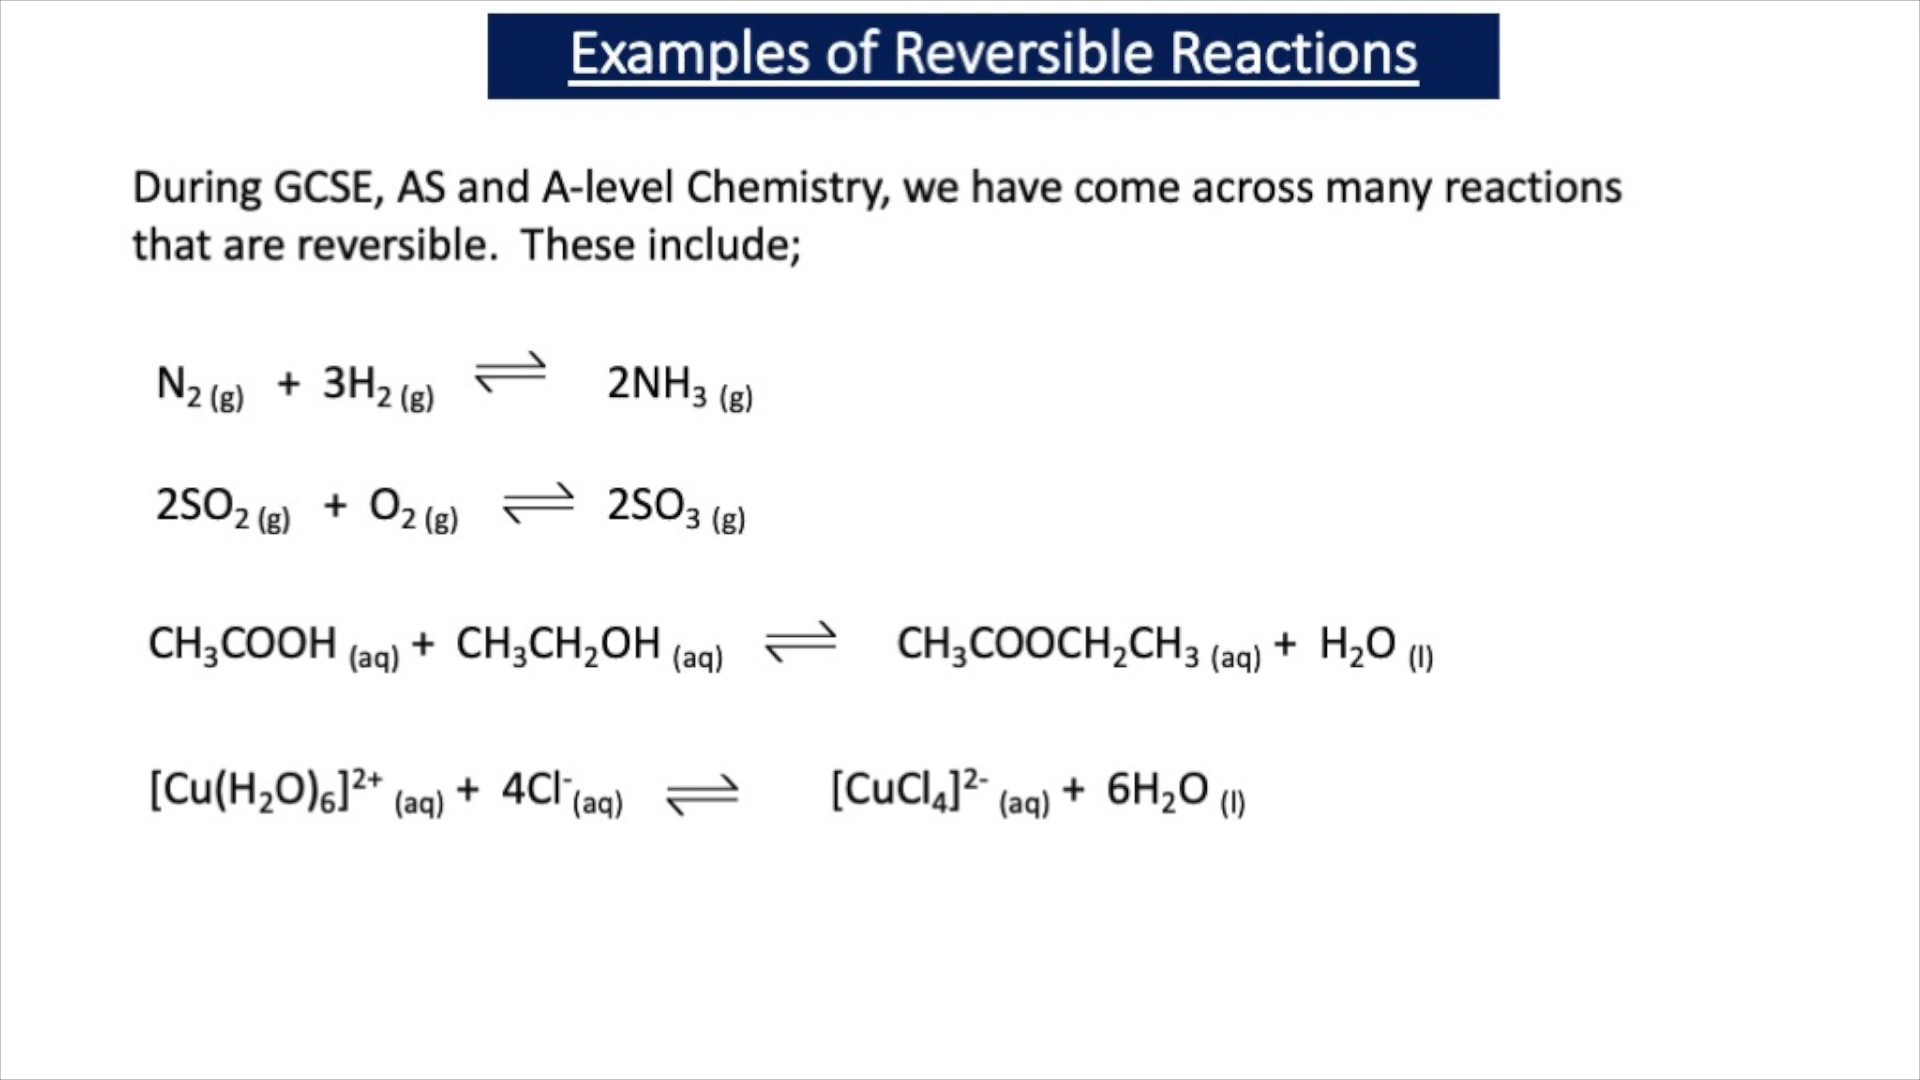 Examples of Reversible Reactions
During GCSE, AS and A-level Chemistry, we have come across many reactions
that are reversible. These include;
N₂ (g) + 3H₂ (g) ⇌ 2NH₃ (g)
2SO₂ (g) + O₂ (g) ⇌ 2SO₃ (g)
CH₃COOH (aq) + CH₃CH₂OH (aq) ⇌ CH₃COOCH₂CH₃ (aq) + H₂O (l)
[Cu(H₂O)₆]²⁺ (aq) + 4Cl⁻ (aq) ⇌ [CuCl₄]²⁻ (aq) + 6H₂O (l)